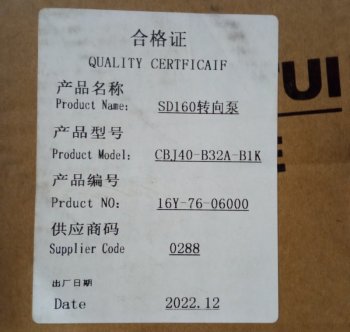 合格证
QUALITY CERTFICAIF
产品名称
Product Name: SD160转向泵
产品型号
Product Model: CBJ40-B32A-B1K
产品编号
Prduct NO: 16Y-76-06000
供应商码
Supplier Code 0288
出厂日期
Date 2022.12